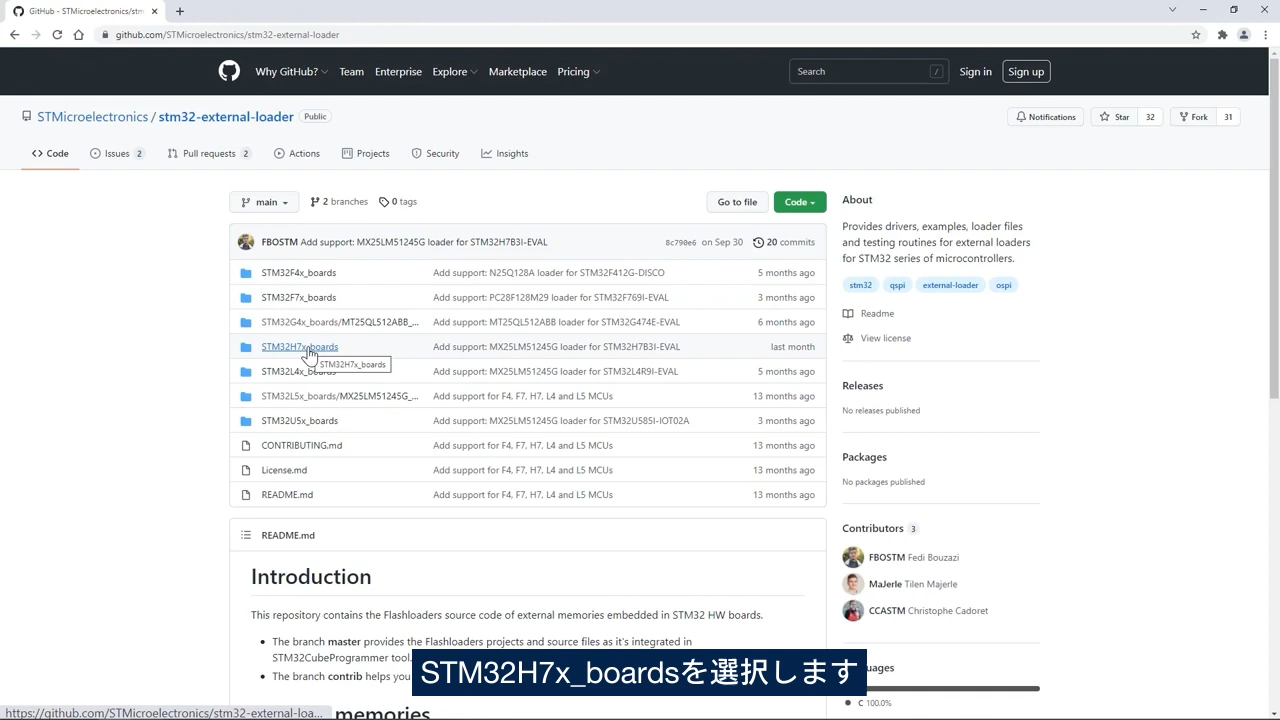 GitHub - STMicroelectronics/stm
github.com/STMicroelectronics/stm32-external-loader
Why GitHub? Team Enterprise Explore Marketplace Pricing
Search /
Sign in Sign up
STMicroelectronics / stm32-external-loader Public
Notifications Star 32 Fork 31
Code Issues 2 Pull requests 2 Actions Projects Security Insights
main 2 branches 0 tags Go to file Code
FBOSTM Add support: MX25LM51245G loader for STM32H7B3I-EVAL 8c790e6 on Sep 30 20 commits
STM32F4x_boards Add support: N25Q128A loader for STM32F412G-DISCO 5 months ago
STM32F7x_boards Add support: PC28F128M29 loader for STM32F769I-EVAL 3 months ago
STM32G4x_boards/MT25QL512ABB_... Add support: MT25QL512ABB loader for STM32G474E-EVAL 6 months ago
STM32H7x_boards Add support: MX25LM51245G loader for STM32H7B3I-EVAL last month
STM32H7x_boards
STM32L4x_boards Add support: MX25LM51245G loader for STM32L4R9I-EVAL 5 months ago
STM32L5x_boards/MX25LM51245G_... Add support for F4, F7, H7, L4 and L5 MCUs 13 months ago
STM32U5x_boards Add support: MX25LM51245G loader for STM32U585I-IOT02A 3 months ago
CONTRIBUTING.md Add support for F4, F7, H7, L4 and L5 MCUs 13 months ago
License.md Add support for F4, F7, H7, L4 and L5 MCUs 13 months ago
README.md Add support for F4, F7, H7, L4 and L5 MCUs 13 months ago
README.md
Introduction
This repository contains the Flashloaders source code of external memories embedded in STM32 HW boards.
• The branch master provides the Flashloaders projects and source files as it's integrated in
STM32CubeProgrammer tool.
• The branch contrib helps you
memories
About
Provides drivers, examples, loader files
and testing routines for external loaders
for STM32 series of microcontrollers.
stm32 qspi external-loader ospi
Readme
View license
Releases
No releases published
Packages
No packages published
Contributors 3
FBOSTM Fedi Bouzazi
MaJerle Tilen Majerle
CCASTM Christophe Cadoret
uages
C 100.0%
STM32H7x_boardsを選択します
https://github.com/STMicroelectronics/stm32-external-loa...